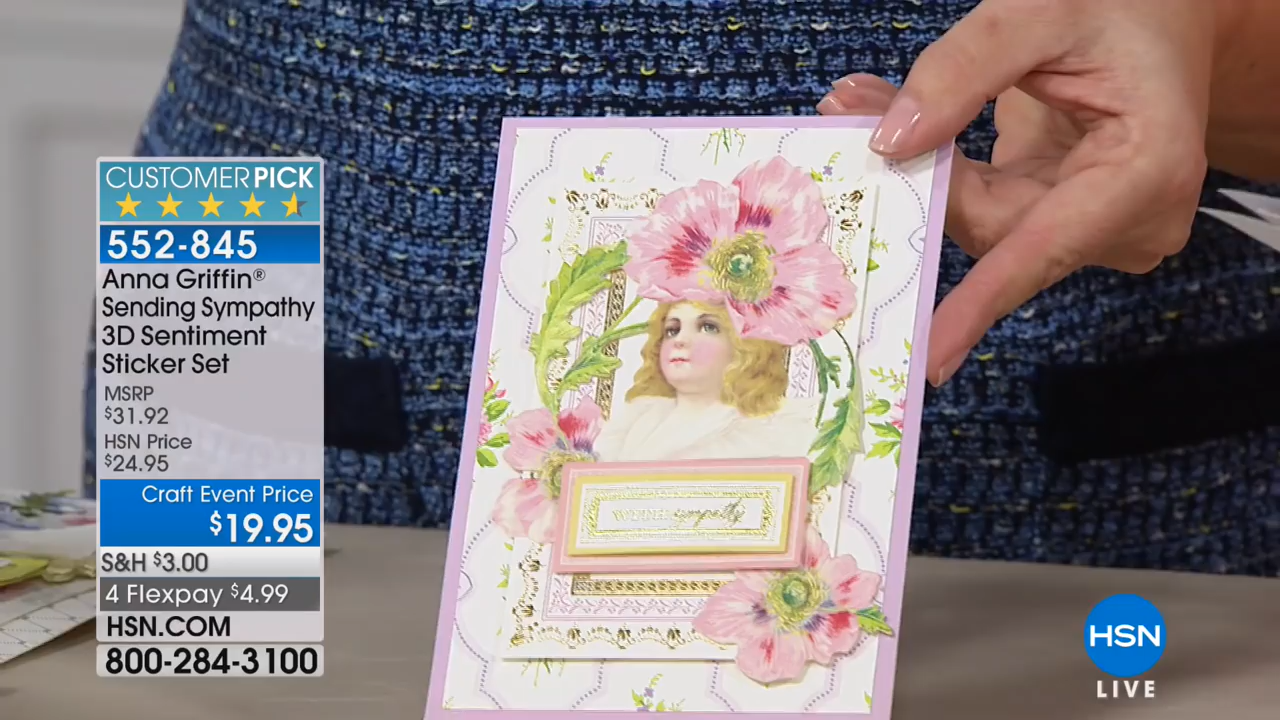 CUSTOMER PICK
552-845
Anna Griffin®
Sending Sympathy
3D Sentiment
Sticker Set
MSRP
$31.92
HSN Price
$24.95
Craft Event Price
$19.95
S&H $3.00
4 Flexpay $4.99
HSN.COM
800-284-3100
WITH sympathy
HSN
LIVE